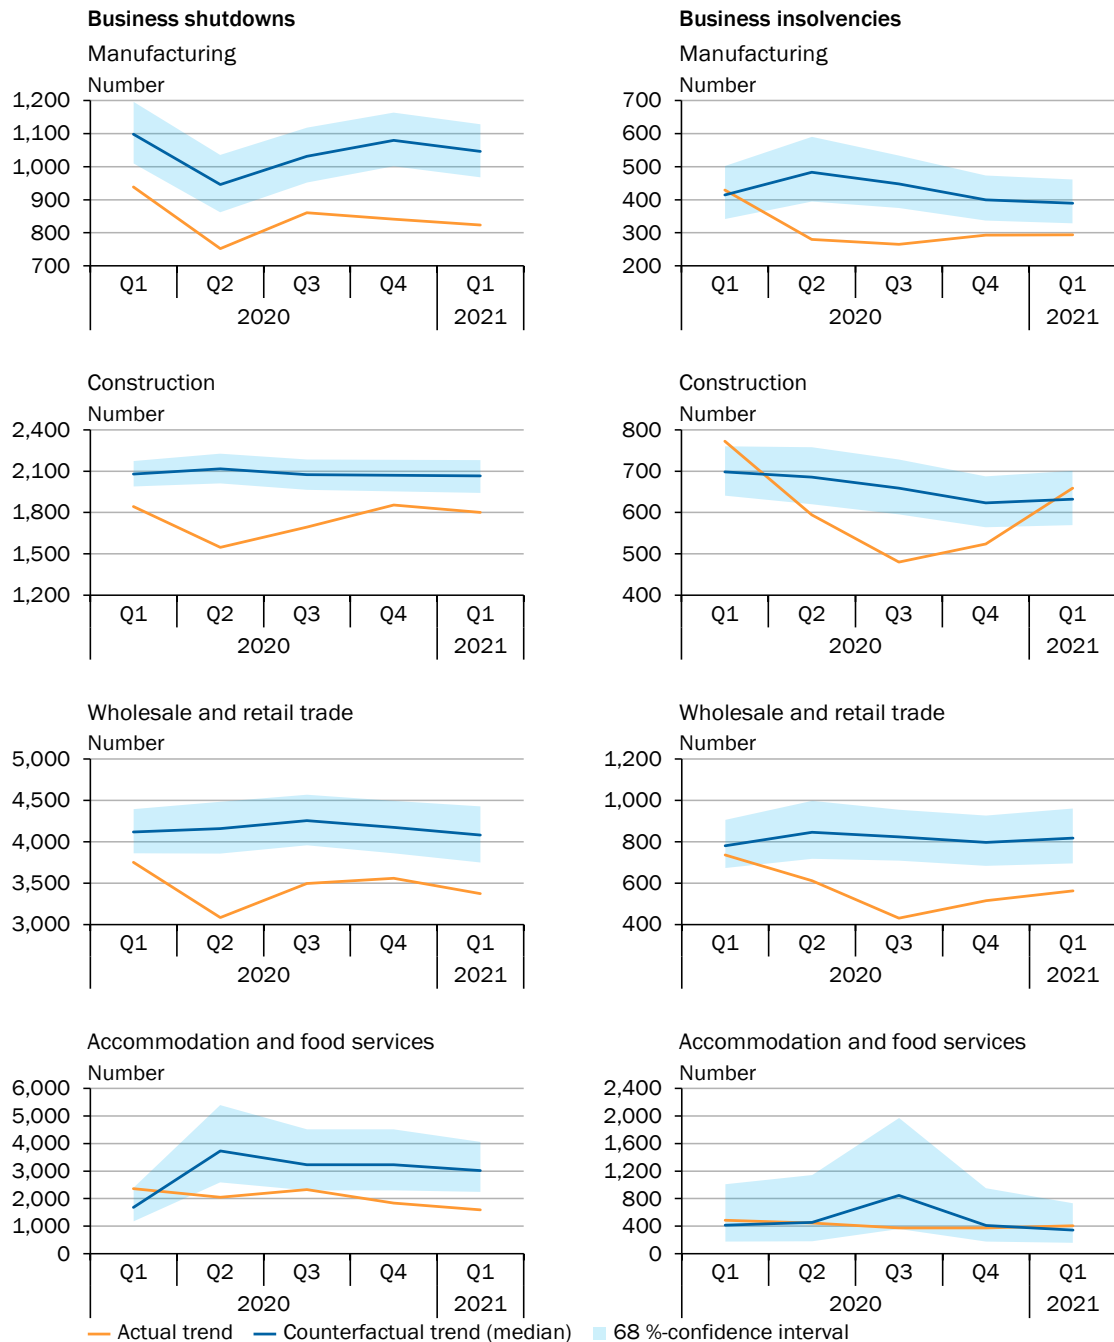 Business shutdowns
Manufacturing
Number
1,200
1,100
1,000
900
800
700
Q1 Q2 Q3 Q4 Q1
2020 2021
Business insolvencies
Manufacturing
Number
700
600
500
400
300
200
Q1 Q2 Q3 Q4 Q1
2020 2021
Construction
Number
2,400
2,100
1,800
1,500
1,200
Q1 Q2 Q3 Q4 Q1
2020 2021
Construction
Number
800
700
600
500
400
Q1 Q2 Q3 Q4 Q1
2020 2021
Wholesale and retail trade
Number
5,000
4,500
4,000
3,500
3,000
Q1 Q2 Q3 Q4 Q1
2020 2021
Wholesale and retail trade
Number
1,200
1,000
800
600
400
Q1 Q2 Q3 Q4 Q1
2020 2021
Accommodation and food services
Number
6,000
5,000
4,000
3,000
2,000
1,000
0
Q1 Q2 Q3 Q4 Q1
2020 2021
Accommodation and food services
Number
2,400
2,000
1,600
1,200
800
400
0
Q1 Q2 Q3 Q4 Q1
2020 2021
Actual trend Counterfactual trend (median) 68 %-confidence interval